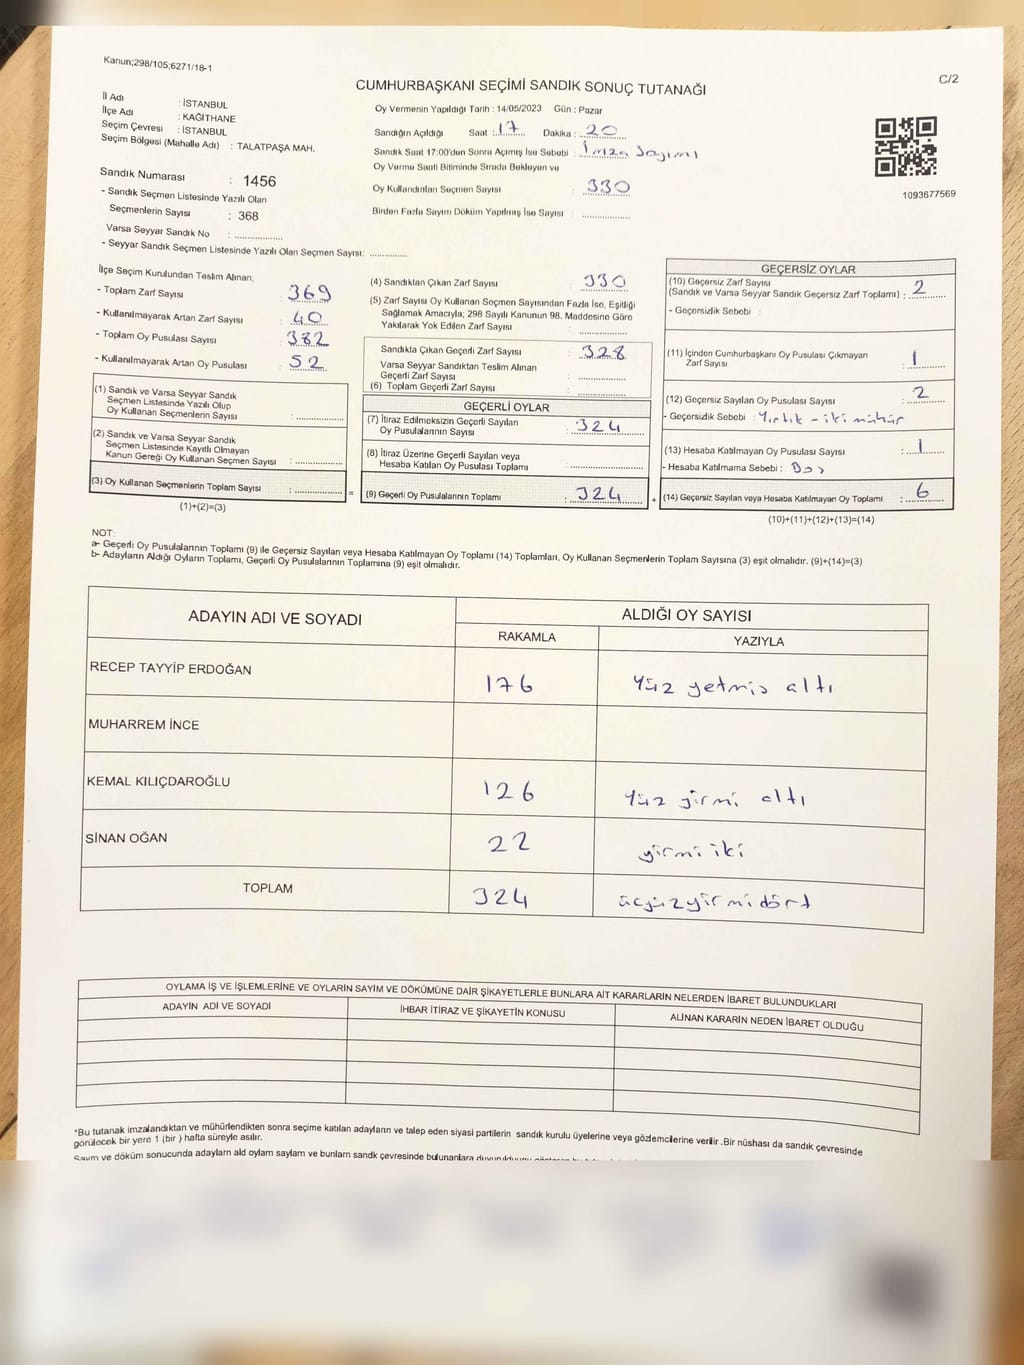 Kanun;298/105;6271/18-1
C/2
CUMHURBAŞKANI SEÇİMİ SANDIK SONUÇ TUTANAĞI
İl Adı : İSTANBUL
İlçe Adı : KAĞITHANE
Seçim Çevresi : İSTANBUL
Seçim Bölgesi (Mahalle Adı) : TALATPAŞA MAH.
Oy Vermenin Yapıldığı Tarih : 14/05/2023 Gün : Pazar
Sandığın Açıldığı Saat : 17 Dakika : 20
Sandık Saat 17:00'den Sonra Açımış İse Sebebi : İmza Sayımı
Oy Verme Saati Bitiminde Sırada Bekleyen ve
Oy Kullandırılan Seçmen Sayısı : 330
Birden Fazla Sayım Döküm Yapılmış İse Sayısı :
1093677569
Sandık Numarası : 1456
- Sandık Seçmen Listesinde Yazılı Olan
Seçmenlerin Sayısı : 368
Varsa Seyyar Sandık No :
- Seyyar Sandık Seçmen Listesinde Yazılı Olan Seçmen Sayısı:
İlçe Seçim Kurulundan Teslim Alınan;
- Toplam Zarf Sayısı : 369
- Kullanılmayarak Artan Zarf Sayısı : 40
- Toplam Oy Pusulası Sayısı : 382
- Kullanılmayarak Artan Oy Pusulası : 52
(1) Sandık ve Varsa Seyyar Sandık
Seçmen Listesinde Yazılı Olup
Oy Kullanan Seçmenlerin Sayısı :
(2) Sandık ve Varsa Seyyar Sandık
Seçmen Listesinde Kayıtlı Olmayan
Kanun Gereği Oy Kullanan Seçmen Sayısı :
(3) Oy Kullanan Seçmenlerin Toplam Sayısı : =
(1)+(2)=(3)
(4) Sandıktan Çıkan Zarf Sayısı : 330
(5) Zarf Sayısı Oy Kullanan Seçmen Sayısından Fazla İse, Eşitliği
Sağlamak Amacıyla; 298 Sayılı Kanunun 98. Maddesine Göre
Yakılarak Yok Edilen Zarf Sayısı :
Sandıkta Çıkan Geçerli Zarf Sayısı : 328
Varsa Seyyar Sandıktan Teslim Alınan
Geçerli Zarf Sayısı :
(6) Toplam Geçerli Zarf Sayısı :
GEÇERLİ OYLAR
(7) İtiraz Edilmeksizin Geçerli Sayılan
Oy Pusulalarının Sayısı : 324
(8) İtiraz Üzerine Geçerli Sayılan veya
Hesaba Katılan Oy Pusulası Toplamı :
(9) Geçerli Oy Pusulalarının Toplamı : 324 +
GEÇERSİZ OYLAR
(10) Geçersiz Zarf Sayısı
(Sandık ve Varsa Seyyar Sandık Geçersiz Zarf Toplamı) : 2
- Geçersizlik Sebebi :
(11) İçinden Cumhurbaşkanı Oy Pusulası Çıkmayan
Zarf Sayısı : 1
(12) Geçersiz Sayılan Oy Pusulası Sayısı : 2
- Geçersizlik Sebebi : Yırtık - iki mühür
(13) Hesaba Katılmayan Oy Pusulası Sayısı : 1
- Hesaba Katılmama Sebebi : Boş
(14) Geçersiz Sayılan veya Hesaba Katılmayan Oy Toplamı : 6
(10)+(11)+(12)+(13)=(14)
NOT:
a- Geçerli Oy Pusulalarının Toplamı (9) ile Geçersiz Sayılan veya Hesaba Katılmayan Oy Toplamı (14) Toplamları, Oy Kullanan Seçmenlerin Toplam Sayısına (3) eşit olmalıdır. (9)+(14)=(3)
b- Adayların Aldığı Oyların Toplamı, Geçerli Oy Pusulalarının Toplamına (9) eşit olmalıdır.
ADAYIN ADI VE SOYADI
ALDIĞI OY SAYISI
RAKAMLA YAZIYLA
RECEP TAYYİP ERDOĞAN 176 Yüz yetmiş altı
MUHARREM İNCE
KEMAL KILIÇDAROĞLU 126 Yüz yirmi altı
SİNAN OĞAN 22 yirmi iki
TOPLAM 324 üçyüzyirmidört
OYLAMA İŞ VE İŞLEMLERİNE VE OYLARIN SAYIM VE DÖKÜMÜNE DAİR ŞİKAYETLERLE BUNLARA AİT KARARLARIN NELERDEN İBARET BULUNDUKLARI
ADAYIN ADI VE SOYADI İHBAR İTİRAZ VE ŞİKAYETİN KONUSU ALINAN KARARIN NEDEN İBARET OLDUĞU
*Bu tutanak imzalandıktan ve mühürlendikten sonra seçime katılan adayların ve talep eden siyasi partilerin sandık kurulu üyelerine veya gözlemcilerine verilir .Bir nüshası da sandık çevresinde
görülecek bir yere 1 (bir ) hafta süreyle asılır.
Sayım ve döküm sonucunda adayların ald oyların sayları ve bunların sandk çevresinde bulunanlara